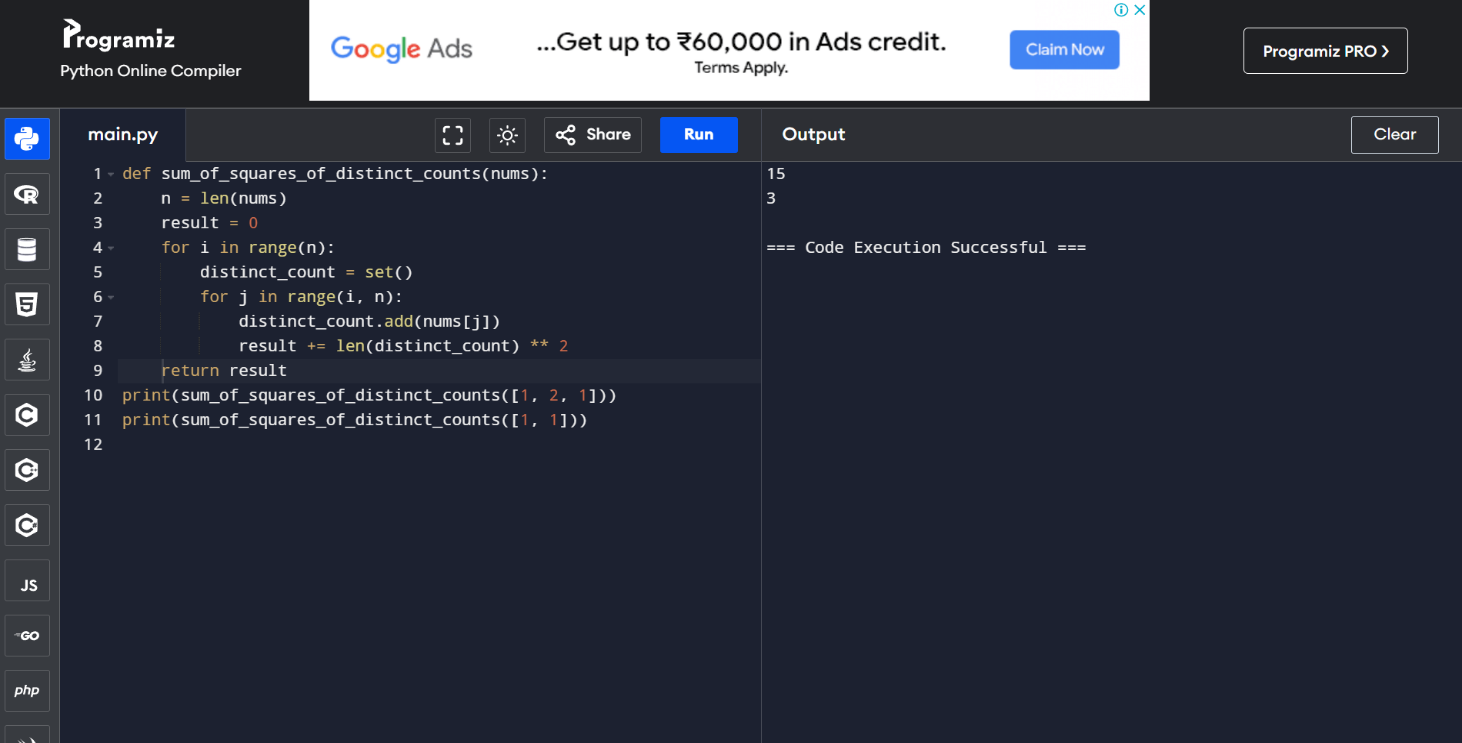 Programiz
Python Online Compiler
Google Ads
...Get up to ₹60,000 in Ads credit.
Terms Apply.
Claim Now
Programiz PRO
main.py
Share
Run
Output
Clear
1 def sum_of_squares_of_distinct_counts(nums):
2     n = len(nums)
3     result = 0
4     for i in range(n):
5         distinct_count = set()
6         for j in range(i, n):
7             distinct_count.add(nums[j])
8             result += len(distinct_count) ** 2
9     return result
10 print(sum_of_squares_of_distinct_counts([1, 2, 1]))
11 print(sum_of_squares_of_distinct_counts([1, 1]))
12
15
3
=== Code Execution Successful ===
R
5
C
C
C
JS
GO
php